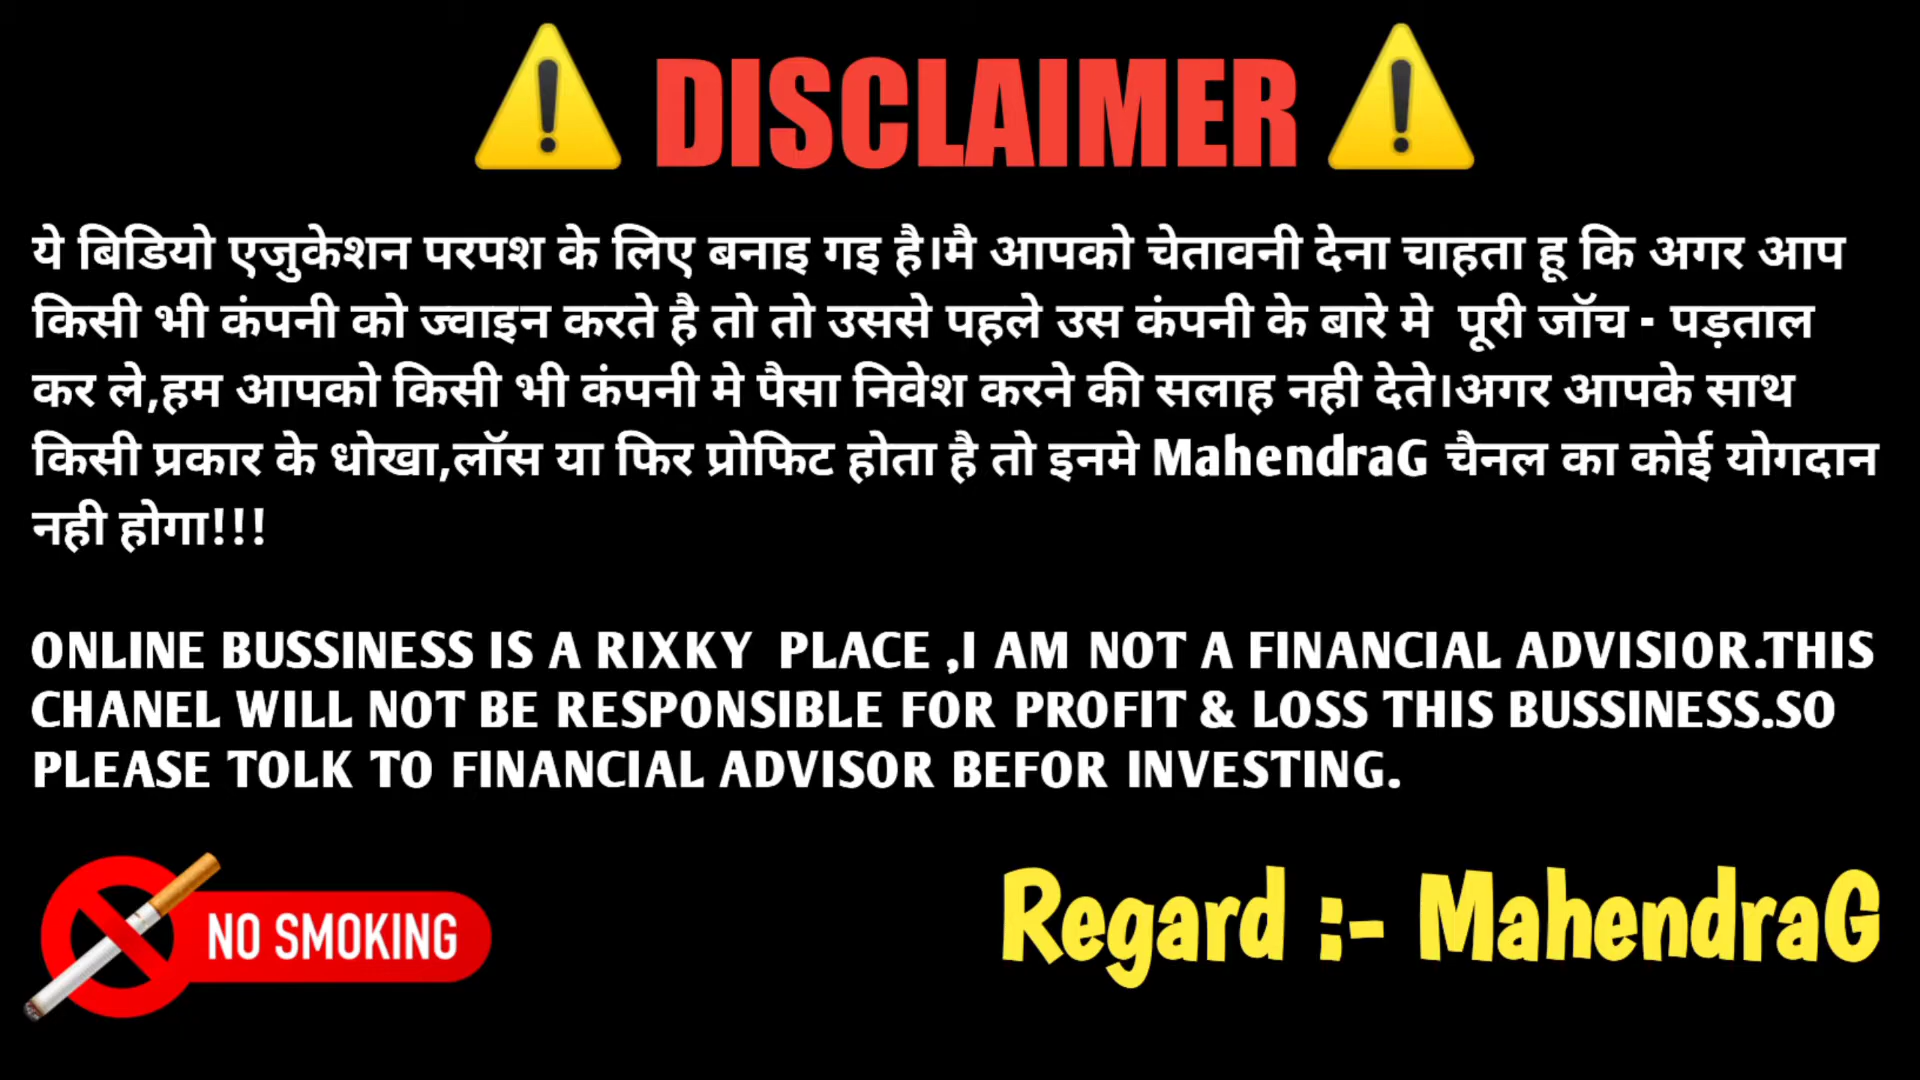 ⚠️ DISCLAIMER ⚠️
ये बिडियो एजुकेशन परपश के लिए बनाइ गइ है।मै आपको चेतावनी देना चाहता हू कि अगर आप
किसी भी कंपनी को ज्वाइन करते है तो तो उससे पहले उस कंपनी के बारे मे पूरी जॉच - पड़ताल
कर ले,हम आपको किसी भी कंपनी मे पैसा निवेश करने की सलाह नही देते।अगर आपके साथ
किसी प्रकार के धोखा,लॉस या फिर प्रोफिट होता है तो इनमे MahendraG चैनल का कोई योगदान
नही होगा!!!
ONLINE BUSSINESS IS A RIXKY PLACE ,I AM NOT A FINANCIAL ADVISIOR.THIS
CHANEL WILL NOT BE RESPONSIBLE FOR PROFIT & LOSS THIS BUSSINESS.SO
PLEASE TOLK TO FINANCIAL ADVISOR BEFOR INVESTING.
NO SMOKING
Regard :- MahendraG